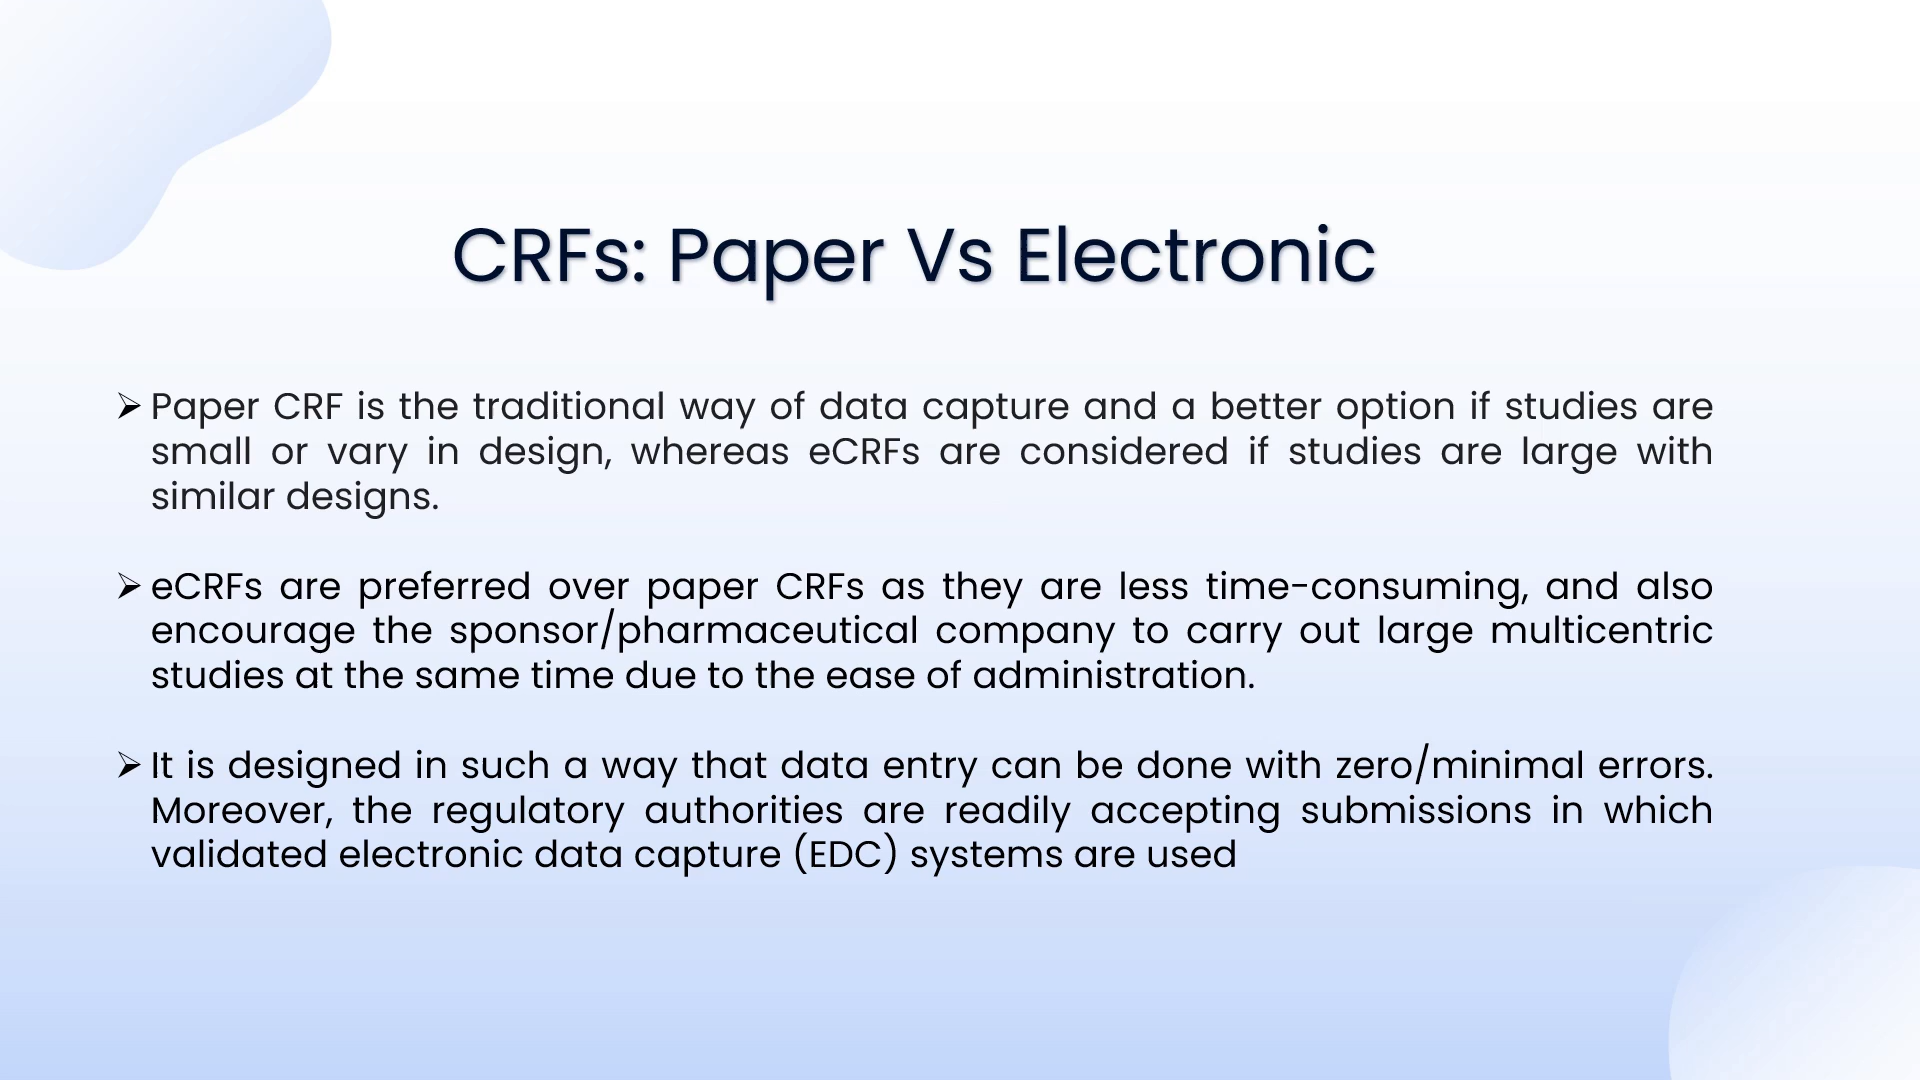 CRFs: Paper Vs Electronic
➢ Paper CRF is the traditional way of data capture and a better option if studies are
small or vary in design, whereas eCRFs are considered if studies are large with
similar designs.
➢ eCRFs are preferred over paper CRFs as they are less time-consuming, and also
encourage the sponsor/pharmaceutical company to carry out large multicentric
studies at the same time due to the ease of administration.
➢ It is designed in such a way that data entry can be done with zero/minimal errors.
Moreover, the regulatory authorities are readily accepting submissions in which
validated electronic data capture (EDC) systems are used